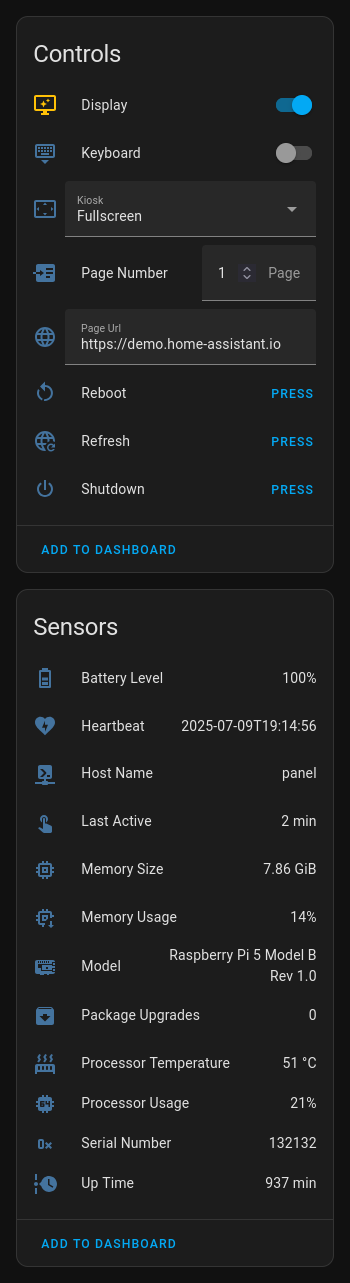 Controls
Display
Keyboard
Kiosk
Fullscreen
Page Number 1 Page
Page Url
https://demo.home-assistant.io
Reboot PRESS
Refresh PRESS
Shutdown PRESS
ADD TO DASHBOARD
Sensors
Battery Level 100%
Heartbeat 2025-07-09T19:14:56
Host Name panel
Last Active 2 min
Memory Size 7.86 GiB
Memory Usage 14%
Model Raspberry Pi 5 Model B
Rev 1.0
Package Upgrades 0
Processor Temperature 51 °C
Processor Usage 21%
Serial Number 132132
Up Time 937 min
ADD TO DASHBOARD